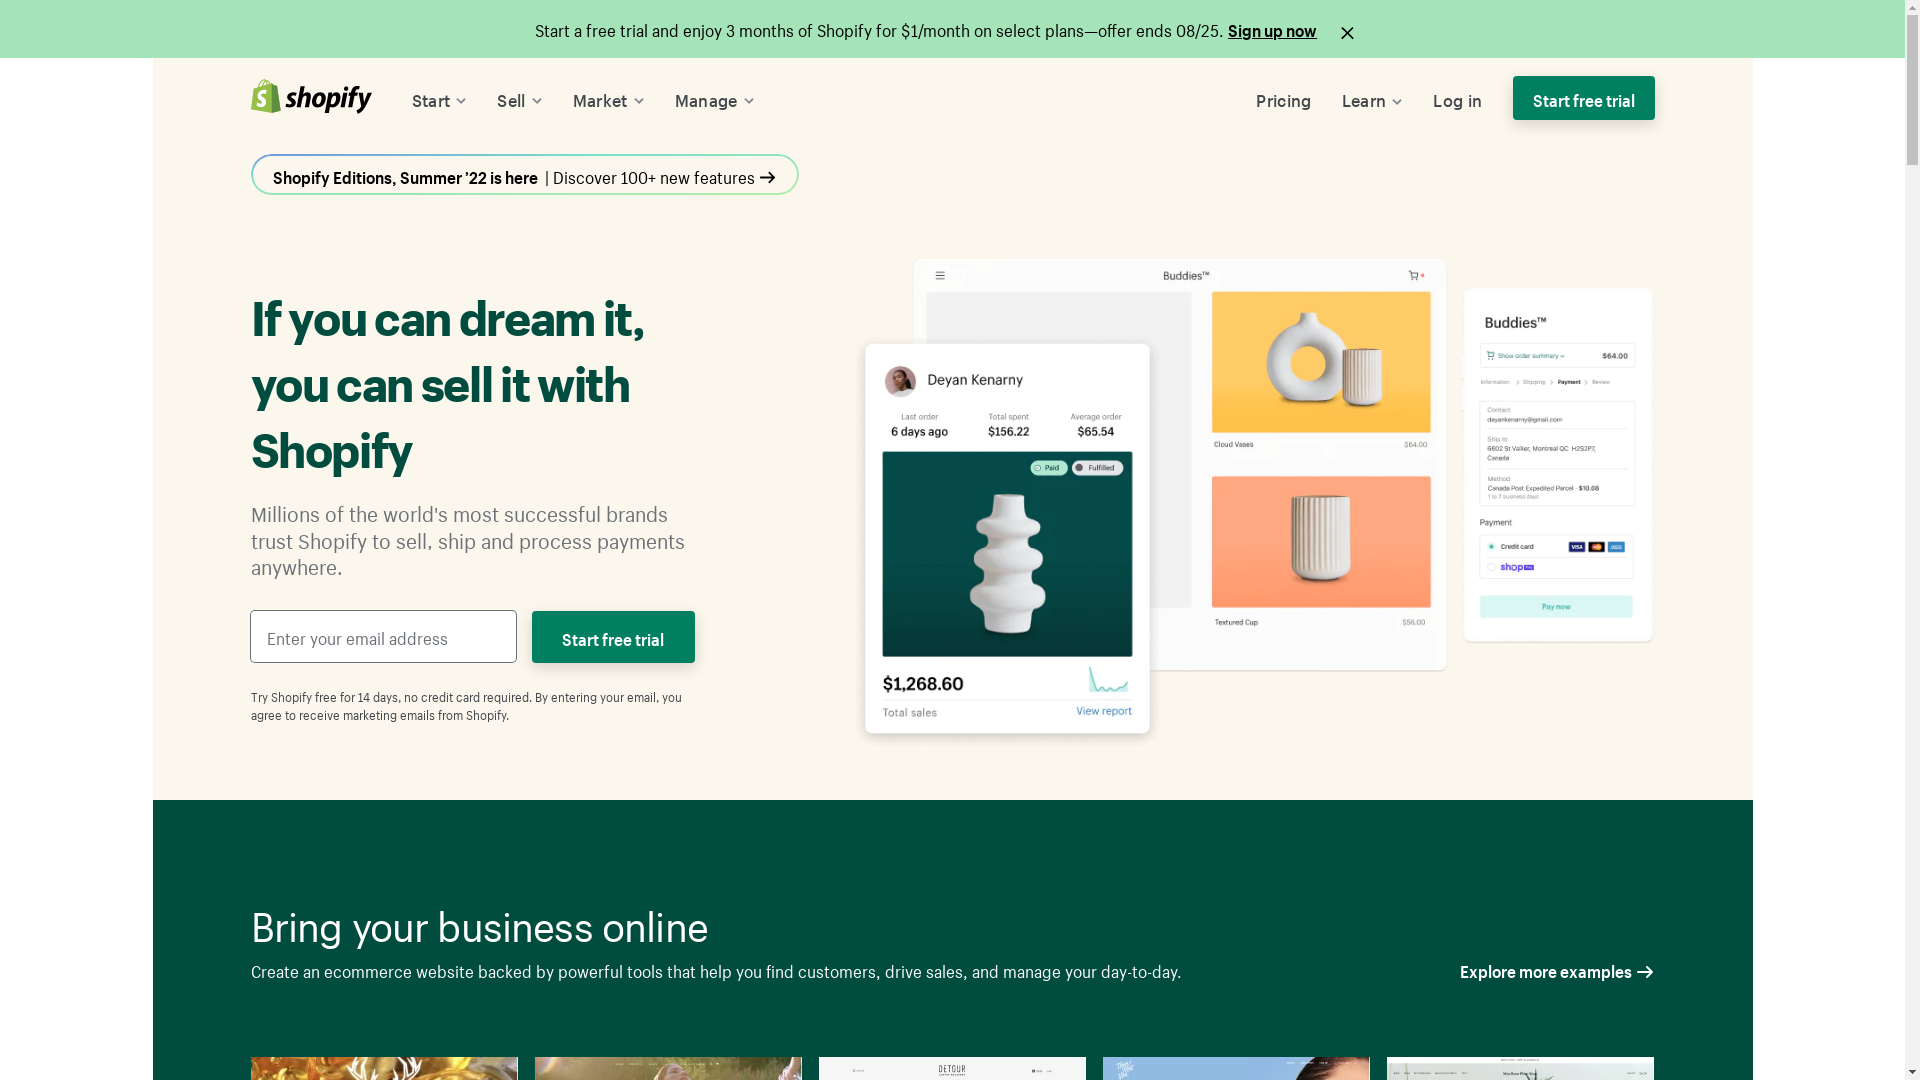 Start a free trial and enjoy 3 months of Shopify for $1/month on select plans—offer ends 08/25. Sign up now
shopify
Start
Sell
Market
Manage
Pricing
Learn
Log in
Start free trial
Shopify Editions, Summer ’22 is here | Discover 100+ new features
If you can dream it,
you can sell it with
Shopify
Millions of the world's most successful brands
trust Shopify to sell, ship and process payments
anywhere.
Enter your email address
Start free trial
Try Shopify free for 14 days, no credit card required. By entering your email, you
agree to receive marketing emails from Shopify.
Buddies™
Deyan Kenarny
Last order
Total spent
Average order
6 days ago
$156.22
$65.54
Paid
Fulfilled
$1,268.60
Total sales
View report
Cloud Vases
$64.00
Textured Cup
$56.00
Buddies™
Show order summary
$64.00
Information
Shipping
Payment
Review
Contact
deyankenarny@gmail.com
Ship to
6602 St Vallier, Montreal QC H2S2P7,
Canada
Method
Canada Post Expedited Parcel · $10.08
1 to 7 business days
Payment
Credit card
VISA
shop
Pay now
Bring your business online
Create an ecommerce website backed by powerful tools that help you find customers, drive sales, and manage your day-to-day.
Explore more examples
DETOUR